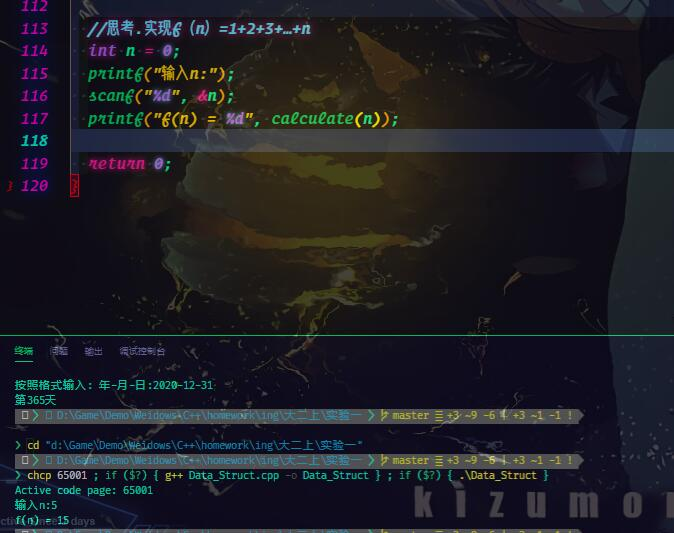 112
113 //思考.实现f（n）=1+2+3+…+n
114 int n = 0;
115 printf("输入n:");
116 scanf("%d", &n);
117 printf("f(n) = %d", calculate(n));
118
119 return 0;
} 120 }
终端 问题 输出 调试控制台
按照格式输入: 年-月-日:2020-12-31
第365天
D:\Game\Demo\Weidows\C++\homework\ing\大二上\实验一 master ≡ +3 ~9 -6 | +3 ~1 -1 !
❯ cd "d:\Game\Demo\Weidows\C++\homework\ing\大二上\实验一"
D:\Game\Demo\Weidows\C++\homework\ing\大二上\实验一 master ≡ +3 ~9 -6 | +3 ~1 -1 !
❯ chcp 65001 ; if ($?) { g++ Data_Struct.cpp -o Data_Struct } ; if ($?) { .\Data_Struct }
Active code page: 65001
输入n:5
f(n) = 15
days
kizumo